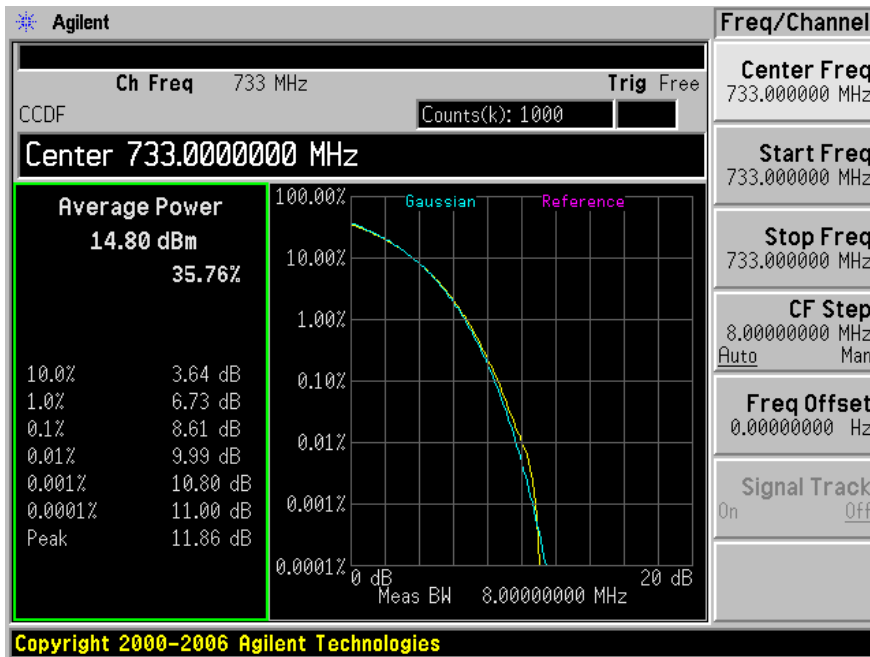 Agilent
Freq/Channel
Ch Freq 733 MHz Trig Free
CCDF Counts(k): 1000
Center 733.0000000 MHz
Average Power
14.80 dBm
35.76%
10.0% 3.64 dB
1.0% 6.73 dB
0.1% 8.61 dB
0.01% 9.99 dB
0.001% 10.80 dB
0.0001% 11.00 dB
Peak 11.86 dB
Gaussian Reference
100.00%
10.00%
1.00%
0.10%
0.01%
0.001%
0.0001%
0 dB 20 dB
Meas BW 8.00000000 MHz
Center Freq
733.000000 MHz
Start Freq
733.000000 MHz
Stop Freq
733.000000 MHz
CF Step
8.00000000 MHz
Auto Man
Freq Offset
0.00000000 Hz
Signal Track
On Off
Copyright 2000-2006 Agilent Technologies